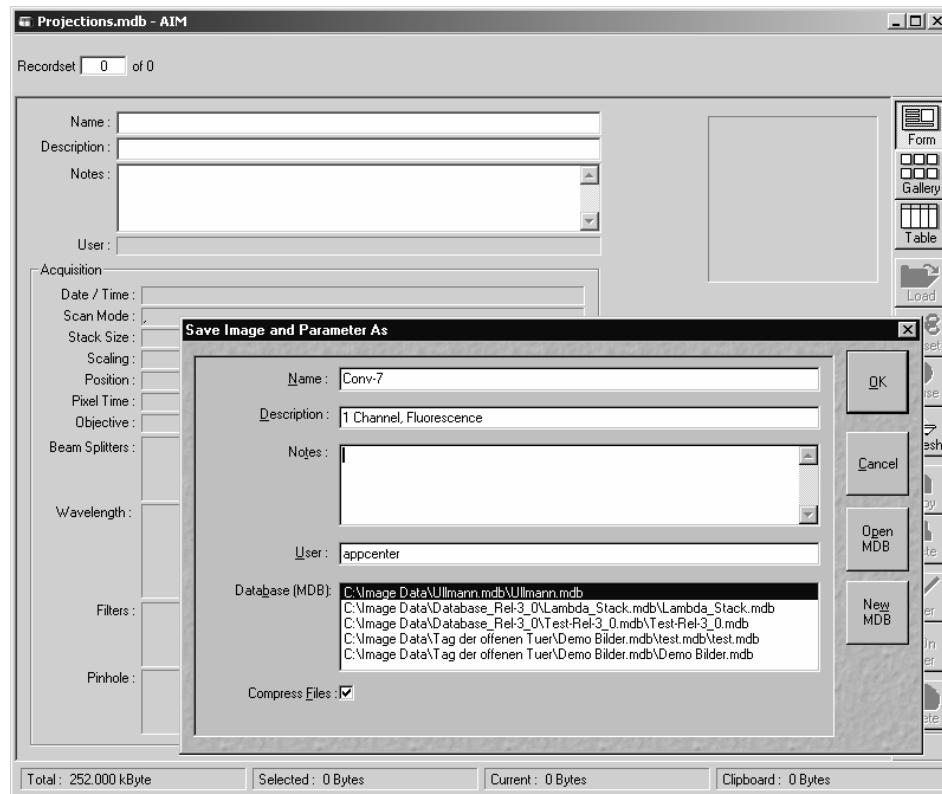 Projections.mdb - AIM
Recordset 0 of 0
Name :
Description :
Notes :
User :
Acquisition
Date / Time :
Scan Mode : ,
Stack Size :
Scaling :
Position :
Pixel Time :
Objective :
Beam Splitters :
Wavelength :
Filters :
Pinhole :
Form
Gallery
Table
Load
Save Image and Parameter As
Name : Conv-7
Description : 1 Channel, Fluorescence
Notes :
User : appcenter
Database (MDB):
C:\Image Data\Ullmann.mdb\Ullmann.mdb
C:\Image Data\Database_Rel-3_0\Lambda_Stack.mdb\Lambda_Stack.mdb
C:\Image Data\Database_Rel-3_0\Test-Rel-3_0.mdb\Test-Rel-3_0.mdb
C:\Image Data\Tag der offenen Tuer\Demo Bilder.mdb\test.mdb\test.mdb
C:\Image Data\Tag der offenen Tuer\Demo Bilder.mdb\Demo Bilder.mdb
Compress Files :
OK
Cancel
Open
MDB
New
MDB
Total : 252.000 kByte
Selected : 0 Bytes
Current : 0 Bytes
Clipboard : 0 Bytes